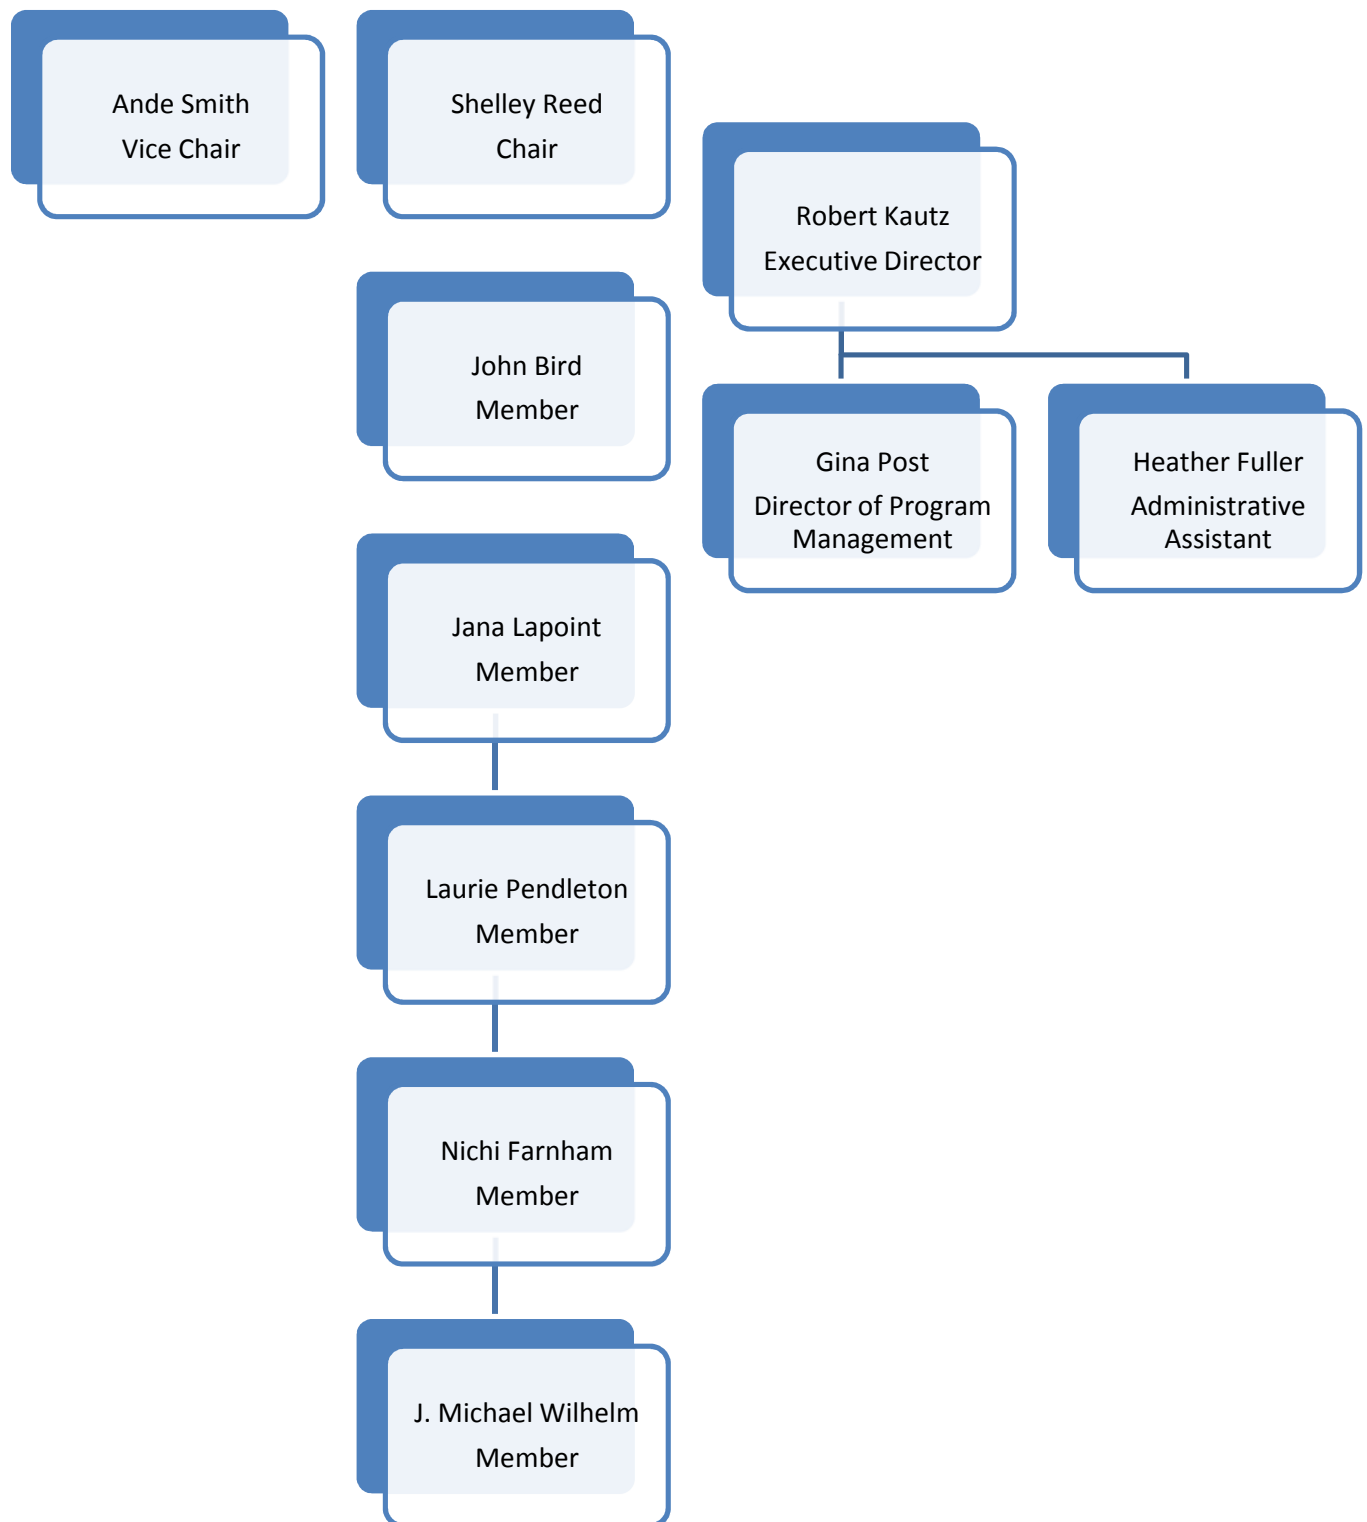 Ande Smith
Vice Chair
Shelley Reed
Chair
Robert Kautz
Executive Director
John Bird
Member
Gina Post
Director of Program
Management
Heather Fuller
Administrative
Assistant
Jana Lapoint
Member
Laurie Pendleton
Member
Nichi Farnham
Member
J. Michael Wilhelm
Member